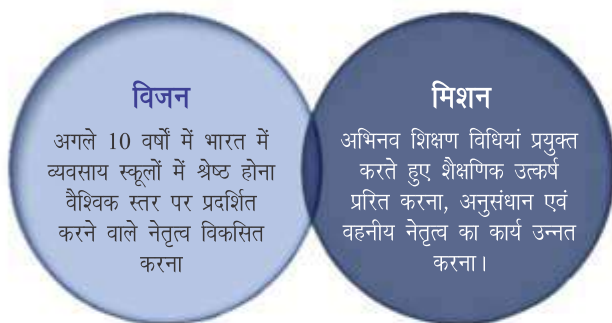 विजन
अगले 10 वर्षों में भारत में
व्यवसाय स्कूलों में श्रेष्ठ होना
वैश्विक स्तर पर प्रदर्शित
करने वाले नेतृत्व विकसित
करना
मिशन
अभिनव शिक्षण विधियां प्रयुक्त
करते हुए शैक्षणिक उत्कर्ष
प्ररित करना, अनुसंधान एवं
वहनीय नेतृत्व का कार्य उन्नत
करना।